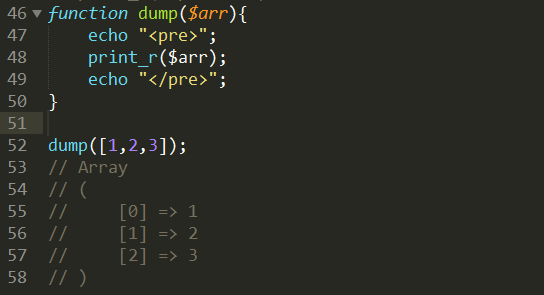 46 function dump($arr){
47     echo "<pre>";
48     print_r($arr);
49     echo "</pre>";
50 }
51
52 dump([1,2,3]);
53 // Array
54 // (
55 //     [0] => 1
56 //     [1] => 2
57 //     [2] => 3
58 // )